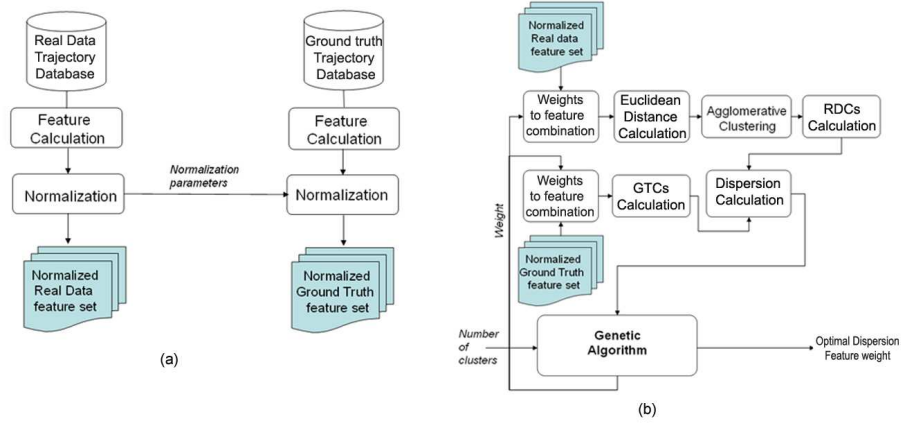 Real Data
Trajectory
Database
Ground truth
Trajectory
Database
Feature
Calculation
Feature
Calculation
Normalization
parameters
Normalization
Normalization
Normalized
Real Data
feature set
Normalized
Ground Truth
feature set
(a)
Normalized
Real data
feature set
Weights
to feature
combination
Euclidean
Distance
Calculation
Agglomerative
Clustering
RDCs
Calculation
Weights
to feature
combination
GTCs
Calculation
Dispersion
Calculation
Weight
Normalized
Ground Truth
feature set
Number
of
clusters
Genetic
Algorithm
Optimal Dispersion
Feature weight
(b)